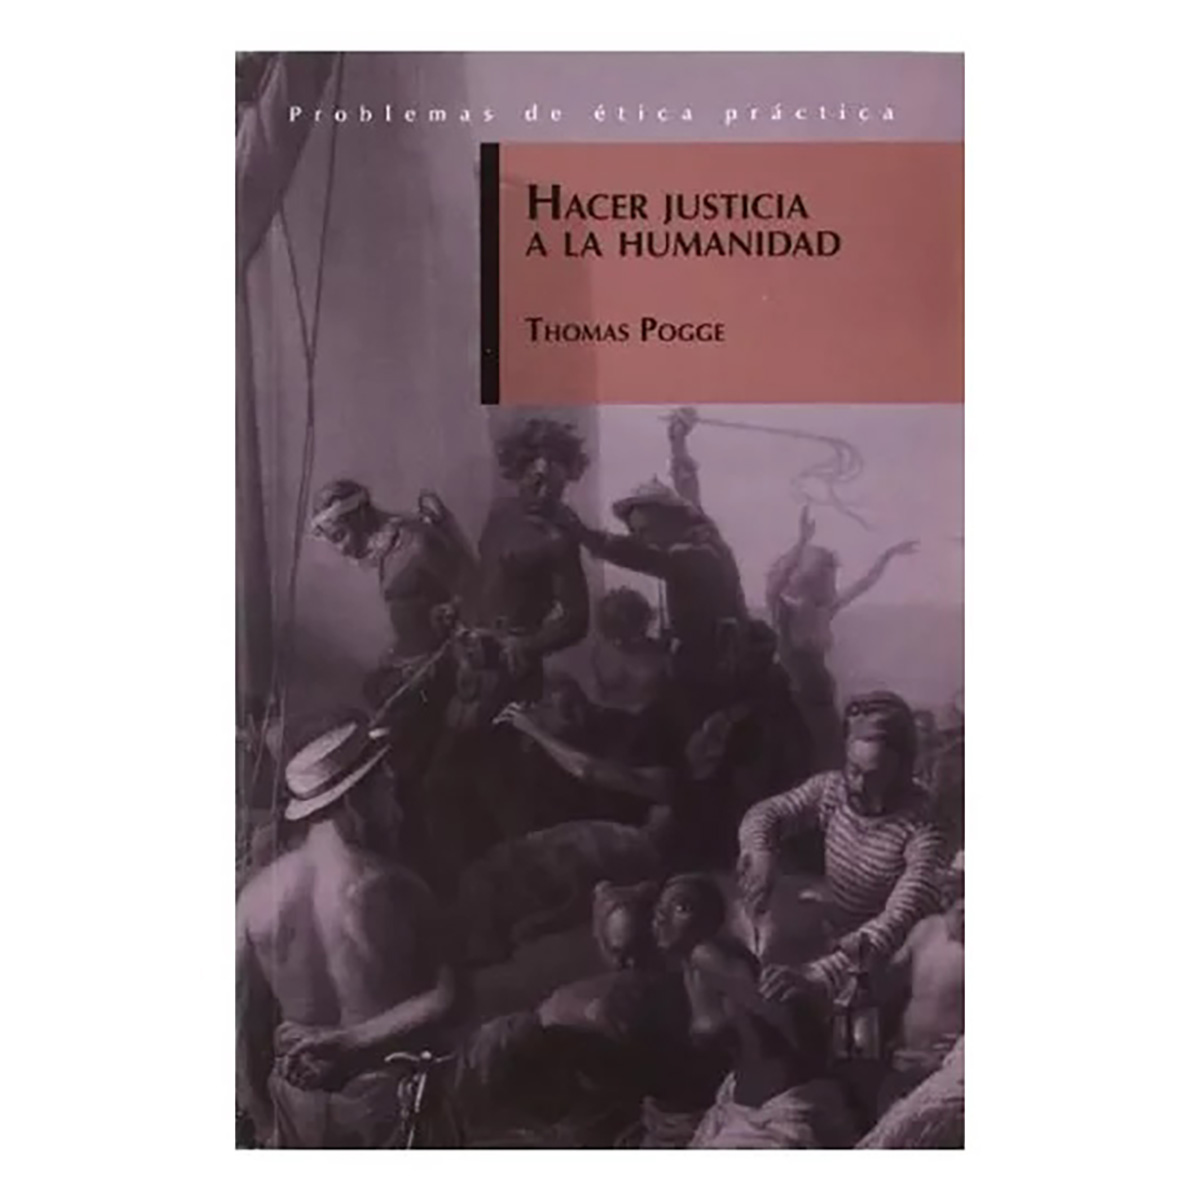 Problemas de ética práctica
HACER JUSTICIA
A LA HUMANIDAD
THOMAS POGGE